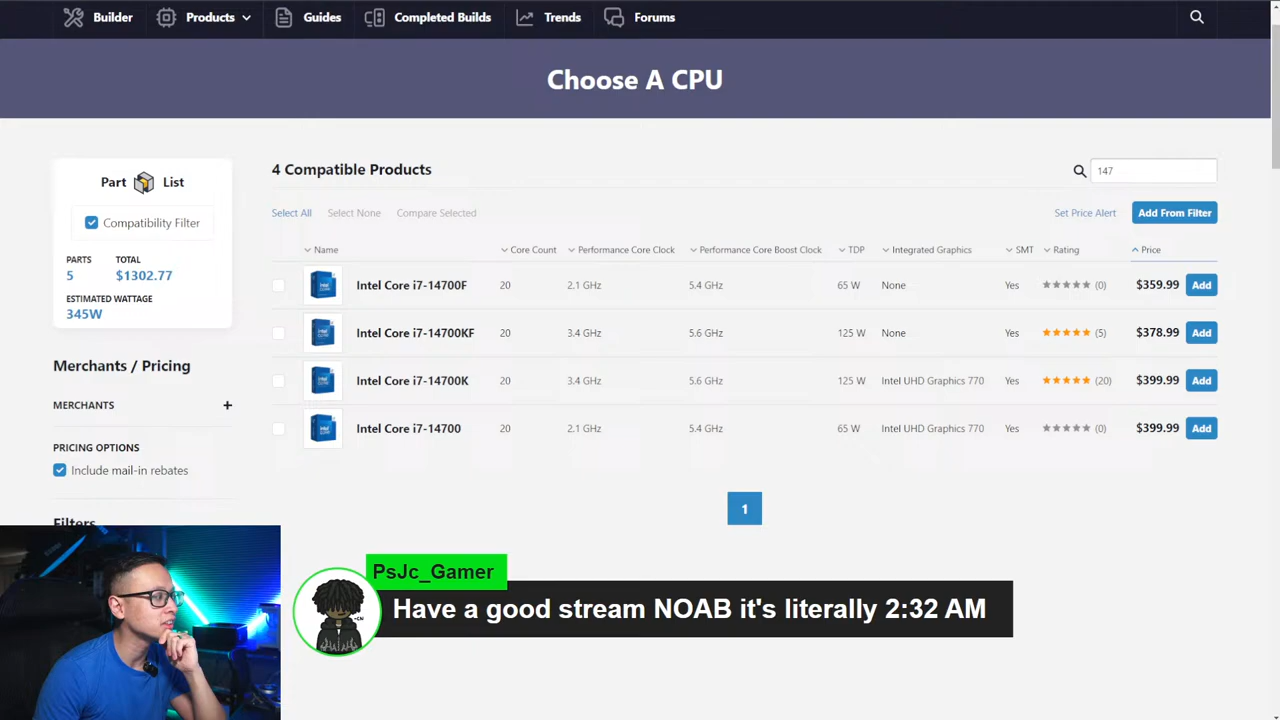 Builder Products Guides Completed Builds Trends Forums
Choose A CPU
Part List
Compatibility Filter
PARTS TOTAL
5 $1302.77
ESTIMATED WATTAGE
345W
Merchants / Pricing
MERCHANTS +
PRICING OPTIONS
Include mail-in rebates
Filters
4 Compatible Products 147
Select All Select None Compare Selected Set Price Alert Add From Filter
Name Core Count Performance Core Clock Performance Core Boost Clock TDP Integrated Graphics SMT Rating Price
Intel Core i7-14700F 20 2.1 GHz 5.4 GHz 65 W None Yes (0) $359.99 Add
Intel Core i7-14700KF 20 3.4 GHz 5.6 GHz 125 W None Yes (5) $378.99 Add
Intel Core i7-14700K 20 3.4 GHz 5.6 GHz 125 W Intel UHD Graphics 770 Yes (20) $399.99 Add
Intel Core i7-14700 20 2.1 GHz 5.4 GHz 65 W Intel UHD Graphics 770 Yes (0) $399.99 Add
1
PsJc_Gamer
Have a good stream NOAB it's literally 2:32 AM